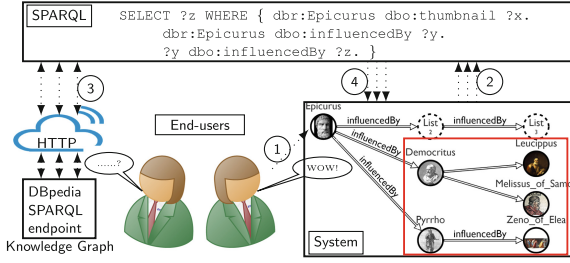 SPARQL
SELECT ?z WHERE { dbr:Epicurus dbo:thumbnail ?x.
dbr:Epicurus dbo:influencedBy ?y.
?y dbo:influencedBy ?z. }
3
4
2
HTTP
DBpedia
SPARQL
endpoint
Knowledge Graph
End-users
......?
1
WOW!
Epicurus
influencedBy
List
2
influencedBy
List
3
influencedBy
influencedBy
Democritus
Leucippus
Melissus_of_Samo
Pyrrho
influencedBy
Zeno_of_Elea
System